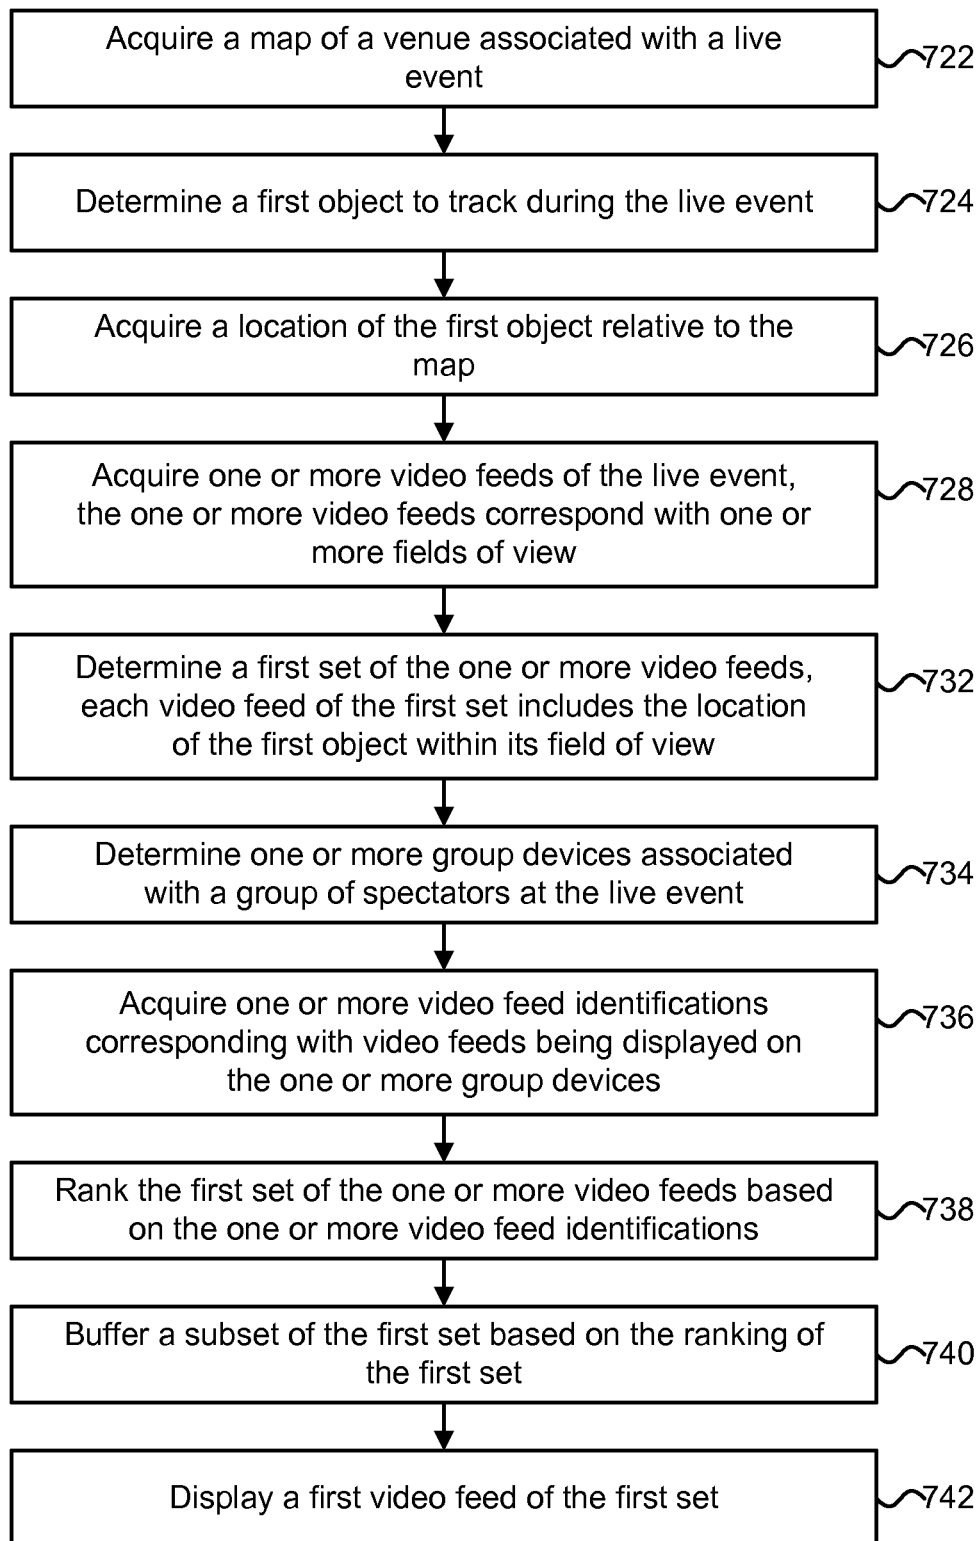 Acquire a map of a venue associated with a live
event
722
Determine a first object to track during the live event
724
Acquire a location of the first object relative to the
map
726
Acquire one or more video feeds of the live event,
the one or more video feeds correspond with one or
more fields of view
728
Determine a first set of the one or more video feeds,
each video feed of the first set includes the location
of the first object within its field of view
732
Determine one or more group devices associated
with a group of spectators at the live event
734
Acquire one or more video feed identifications
corresponding with video feeds being displayed on
the one or more group devices
736
Rank the first set of the one or more video feeds based
on the one or more video feed identifications
738
Buffer a subset of the first set based on the ranking of
the first set
740
Display a first video feed of the first set
742